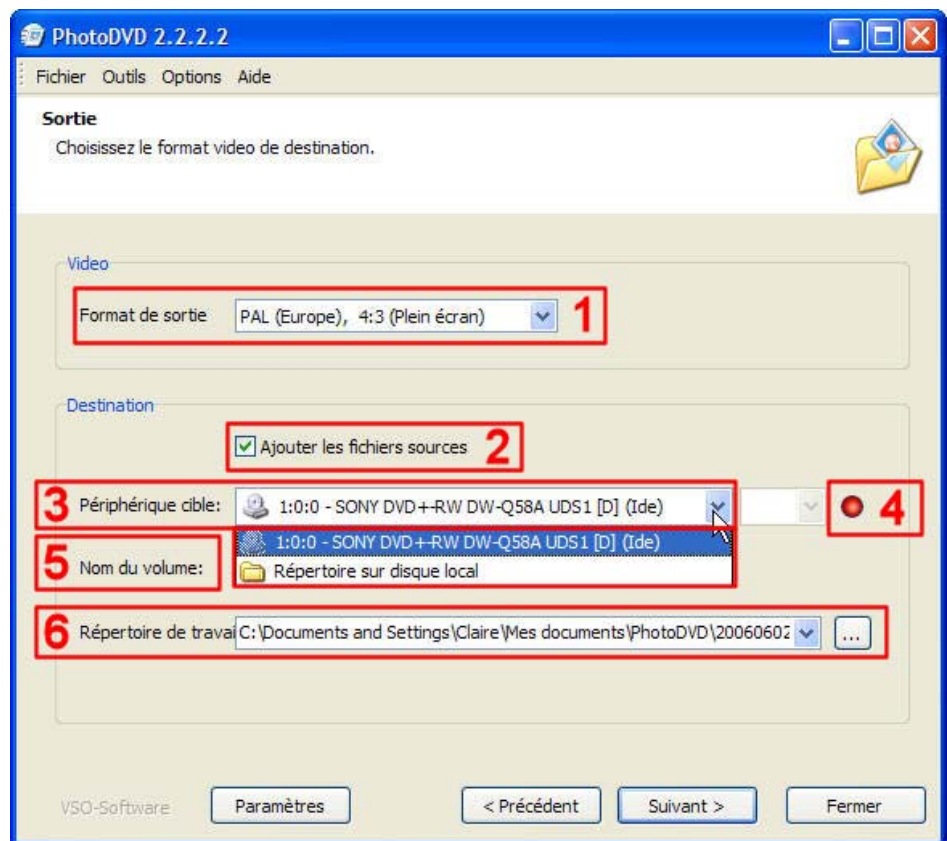 PhotoDVD 2.2.2.2
Fichier Outils Options Aide
Sortie
Choisissez le format video de destination.
Video
Format de sortie PAL (Europe), 4:3 (Plein écran) 1
Destination
Ajouter les fichiers sources 2
3 Périphérique cible: 1:0:0 - SONY DVD+-RW DW-Q58A UDS1 [D] (Ide) 4
1:0:0 - SONY DVD+-RW DW-Q58A UDS1 [D] (Ide)
5 Nom du volume: Répertoire sur disque local
6 Répertoire de travai C:\Documents and Settings\Claire\Mes documents\PhotoDVD\20060602 ...
VSO-Software Paramètres < Précédent Suivant > Fermer